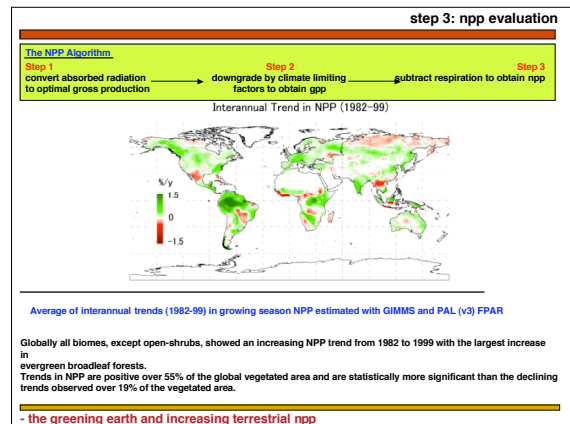 step 3: npp evaluation
The NPP Algorithm
Step 1 Step 2 Step 3
convert absorbed radiation downgrade by climate limiting subtract respiration to obtain npp
to optimal gross production factors to obtain gpp
Interannual Trend in NPP (1982-99)
%/y
1.5
0
-1.5
Average of interannual trends (1982-99) in growing season NPP estimated with GIMMS and PAL (v3) FPAR
Globally all biomes, except open-shrubs, showed an increasing NPP trend from 1982 to 1999 with the largest increase
in
evergreen broadleaf forests.
Trends in NPP are positive over 55% of the global vegetated area and are statistically more significant than the declining
trends observed over 19% of the vegetated area.
- the greening earth and increasing terrestrial npp